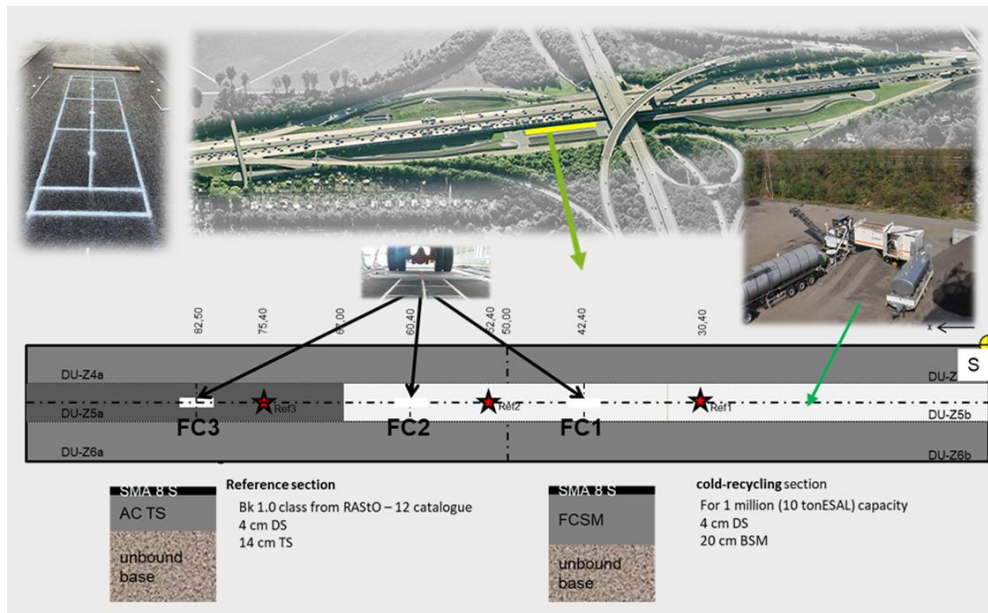 82,50
75,40
67,00
60,40
52,40
50,00
42,40
30,40
x
S
DU-Z4a
DU-Z5a
Ref3
Ref2
Ref1
DU-Z5b
FC3
FC2
FC1
DU-Z6a
DU-Z6b
SMA 8 S
AC TS
unbound
base
Reference section
Bk 1.0 class from RAStO – 12 catalogue
4 cm DS
14 cm TS
SMA 8 S
FCSM
unbound
base
cold-recycling section
For 1 million (10 tonESAL) capacity
4 cm DS
20 cm BSM